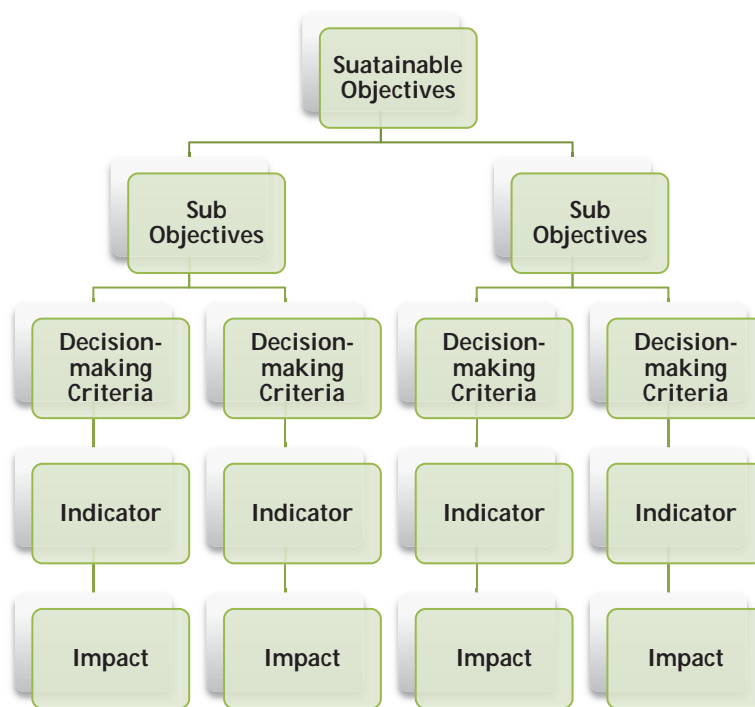 Suatainable
Objectives
Sub
Objectives
Sub
Objectives
Decision-
making
Criteria
Decision-
making
Criteria
Decision-
making
Criteria
Decision-
making
Criteria
Indicator
Indicator
Indicator
Indicator
Impact
Impact
Impact
Impact